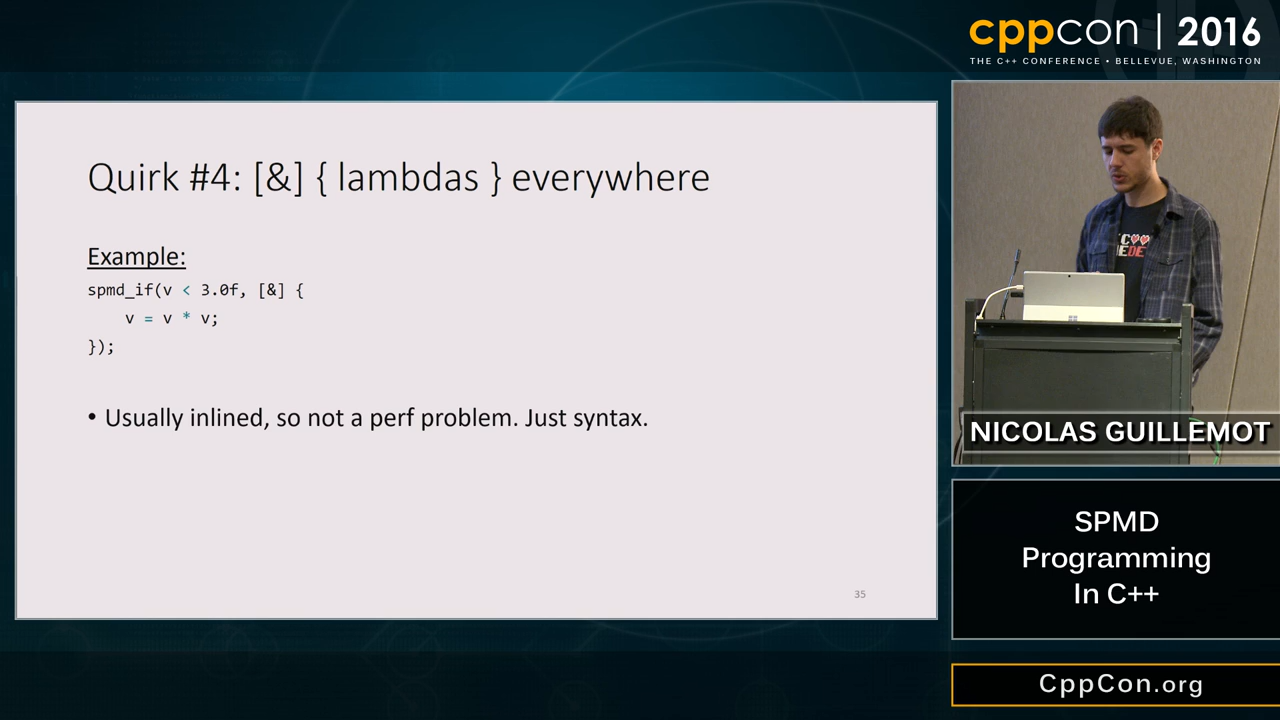 cppcon | 2016
THE C++ CONFERENCE • BELLEVUE, WASHINGTON
Quirk #4: [&] { lambdas } everywhere
Example:
spmd_if(v < 3.0f, [&] {
    v = v * v;
});
• Usually inlined, so not a perf problem. Just syntax.
35
NICOLAS GUILLEMOT
SPMD
Programming
In C++
CppCon.org